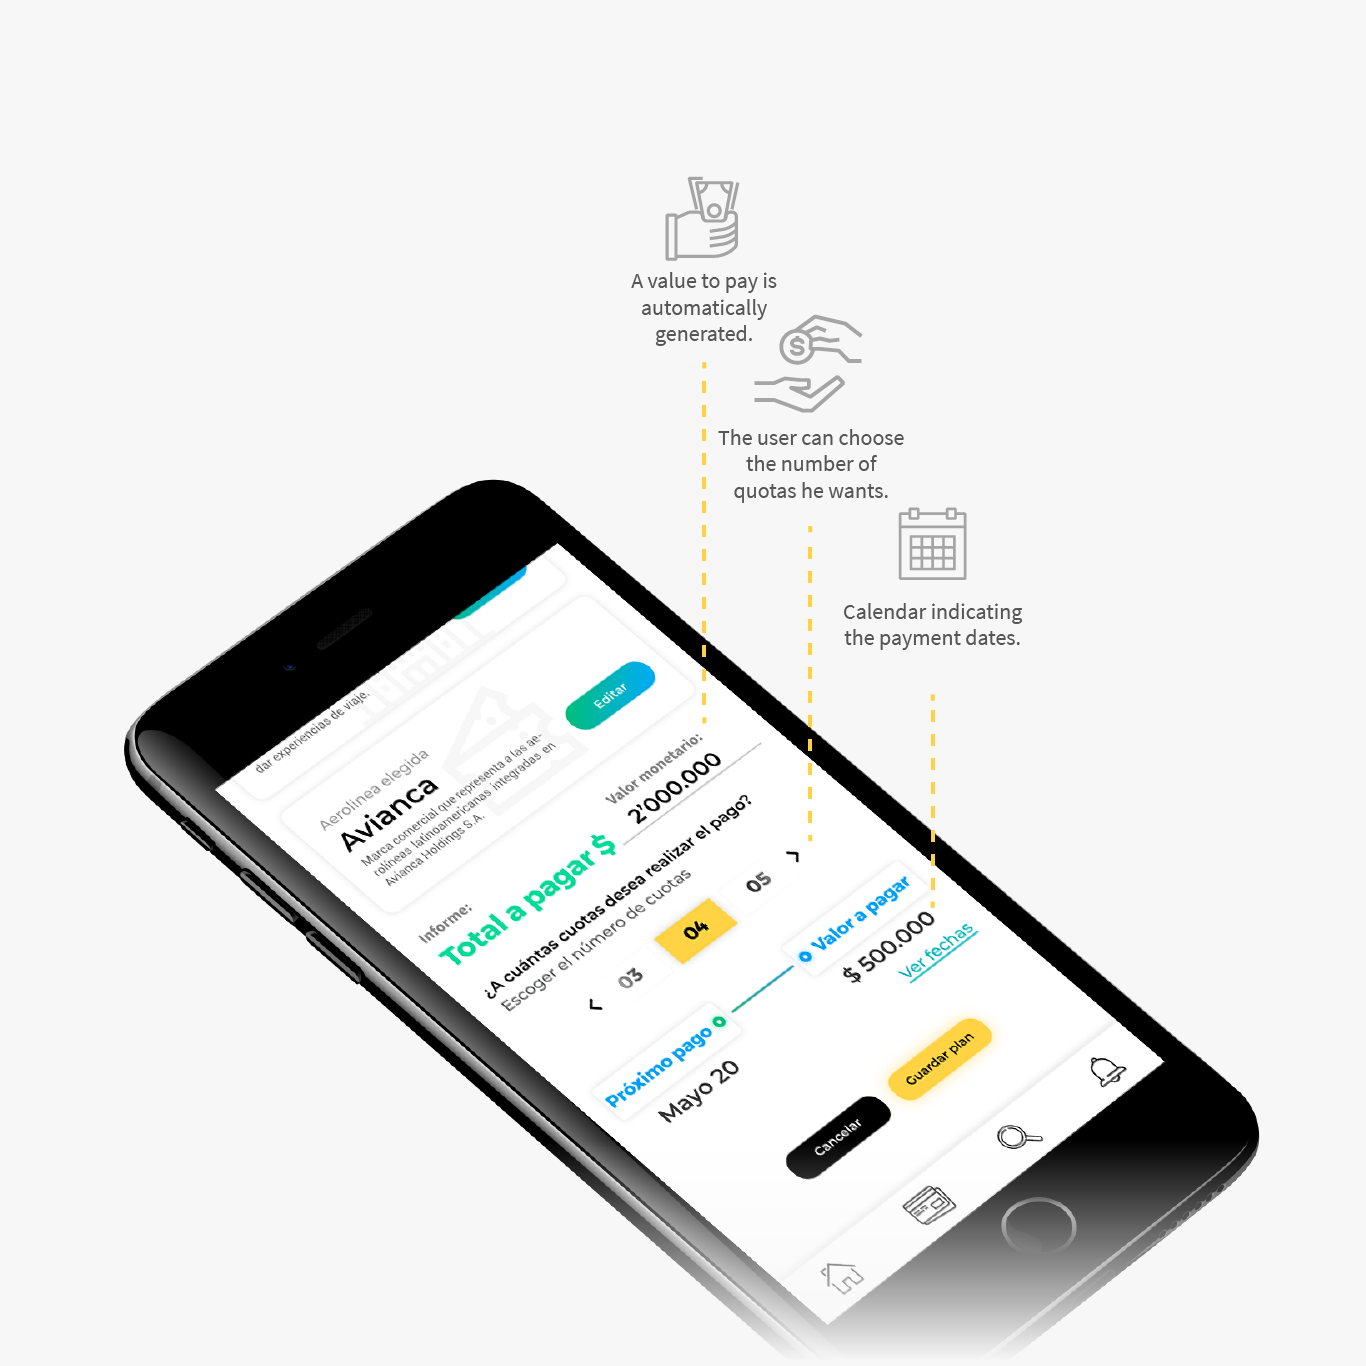 A value to pay is
automatically
generated.
The user can choose
the number of
quotas he wants.
Calendar indicating
the payment dates.
dar experiencias de viaje.
Aerolinea elegida
Avianca
Marca comercial que representa a las ae-
rolíneas latinoamericanas integradas en
Avianca Holdings S.A.
Editar
Informe:
Total a pagar $
Valor monetario:
2'000.000
¿A cuántas cuotas desea realizar el pago?
Escoger el número de cuotas
< 03 04 05 >
Próximo pago
Mayo 20
Valor a pagar
$ 500.000
Ver fechas
Cancelar
Guardar plan